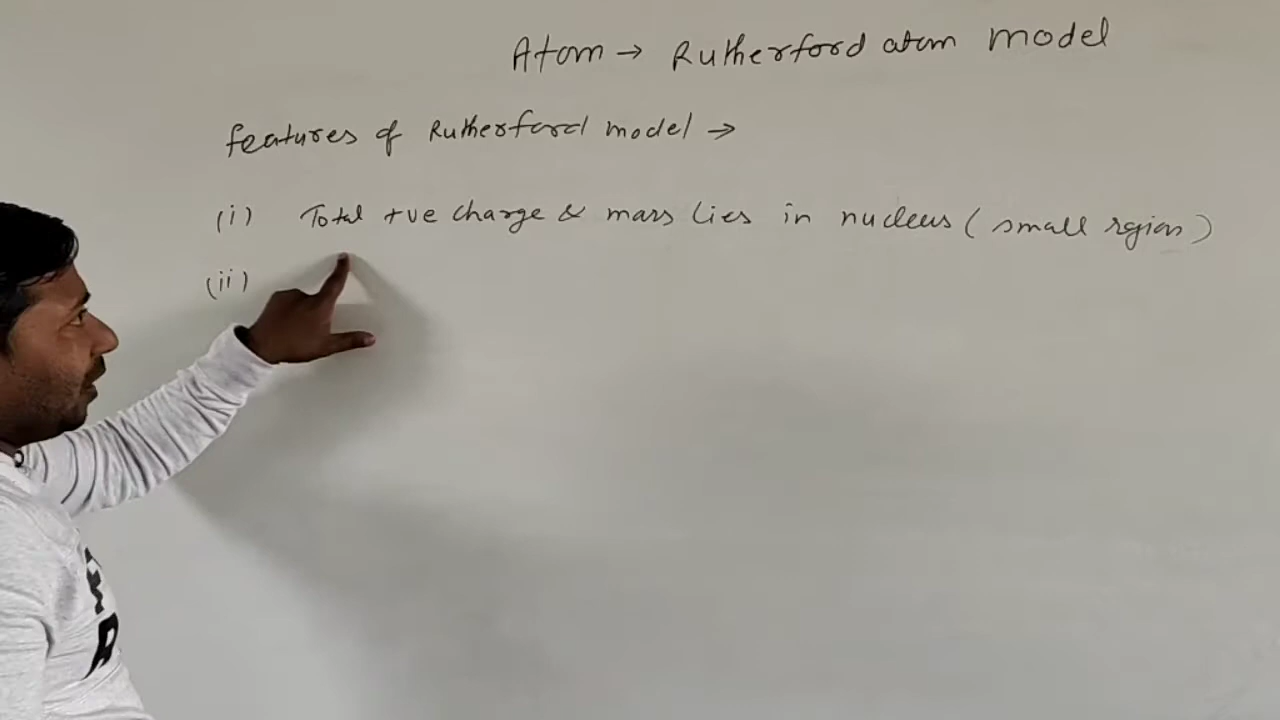 Atom → Rutherford atom model
features of Rutherford model →
(i) Total +ve charge & mass lies in nucleus (small region)
(ii)